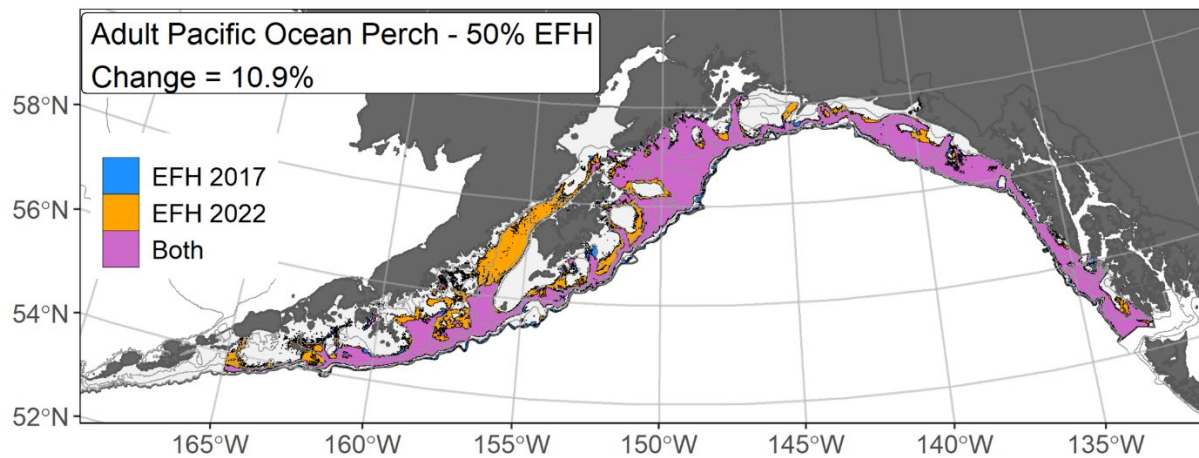 Adult Pacific Ocean Perch - 50% EFH
Change = 10.9%
58°N
EFH 2017
EFH 2022
56°N
Both
54°N
52°N
165°W 160°W 155°W 150°W 145°W 140°W 135°W